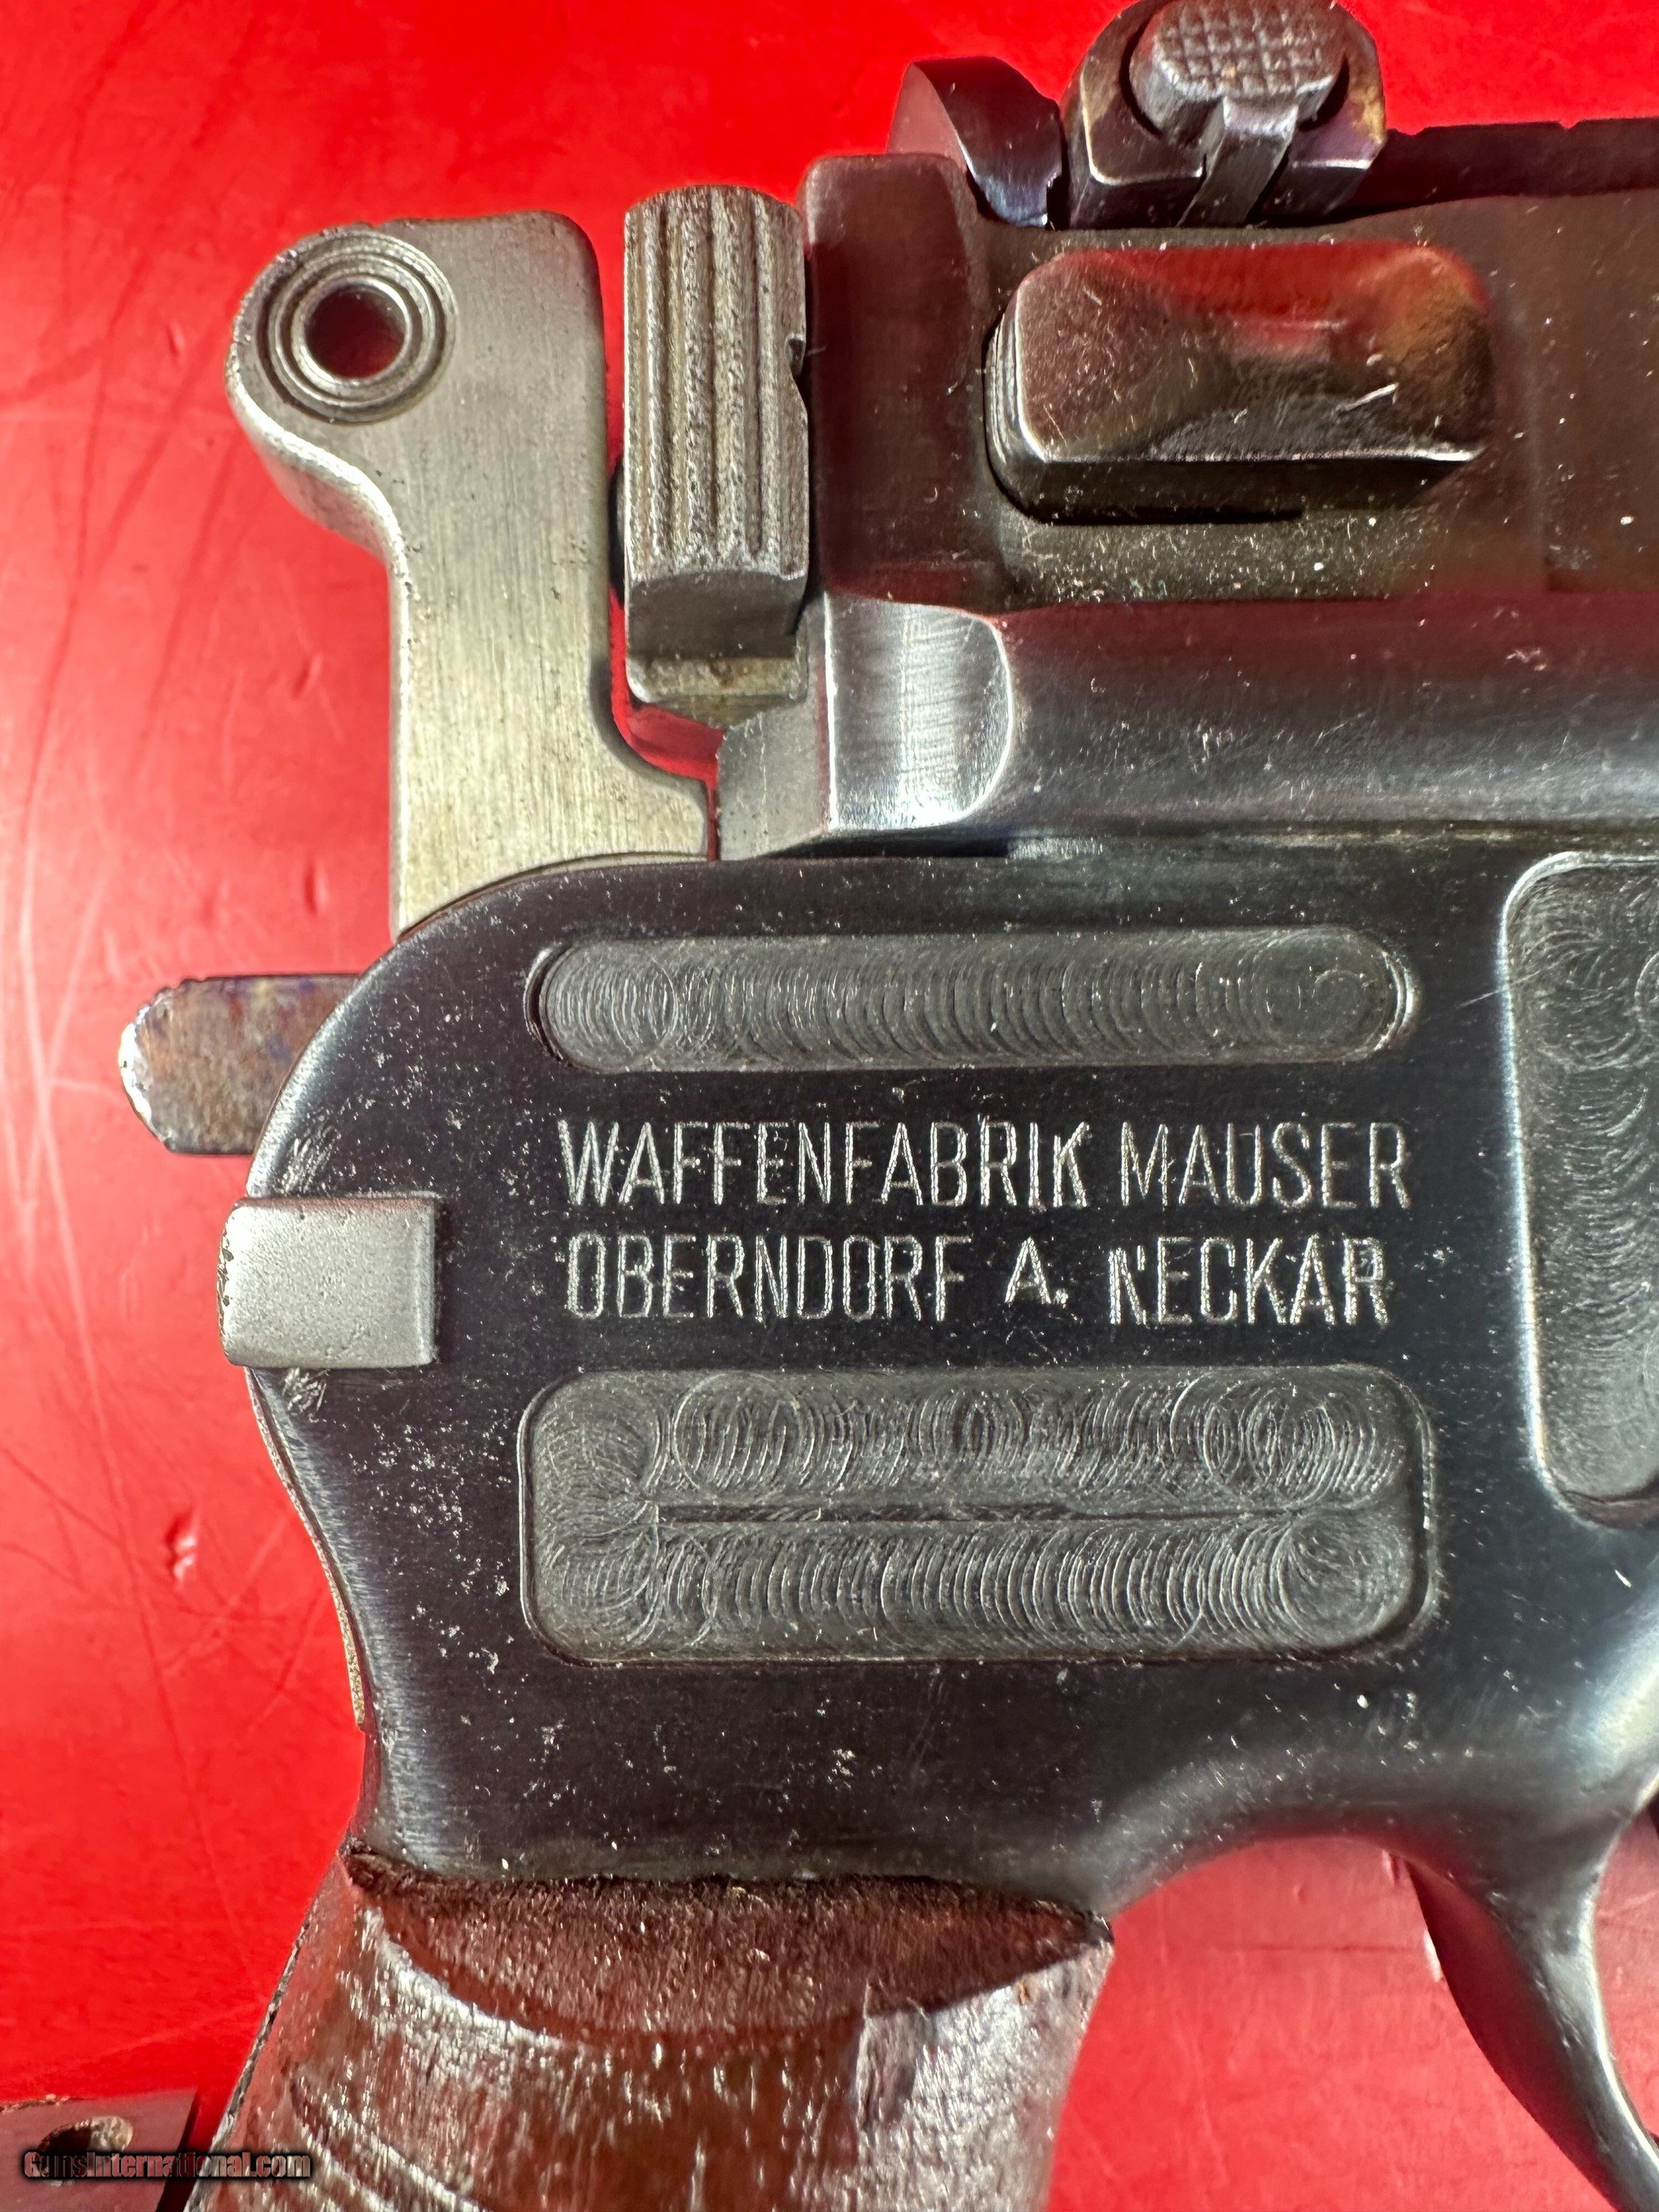 WAFFENFABRIK MAUSER
OBERNDORF A. NECKAR
GunsInternational.com